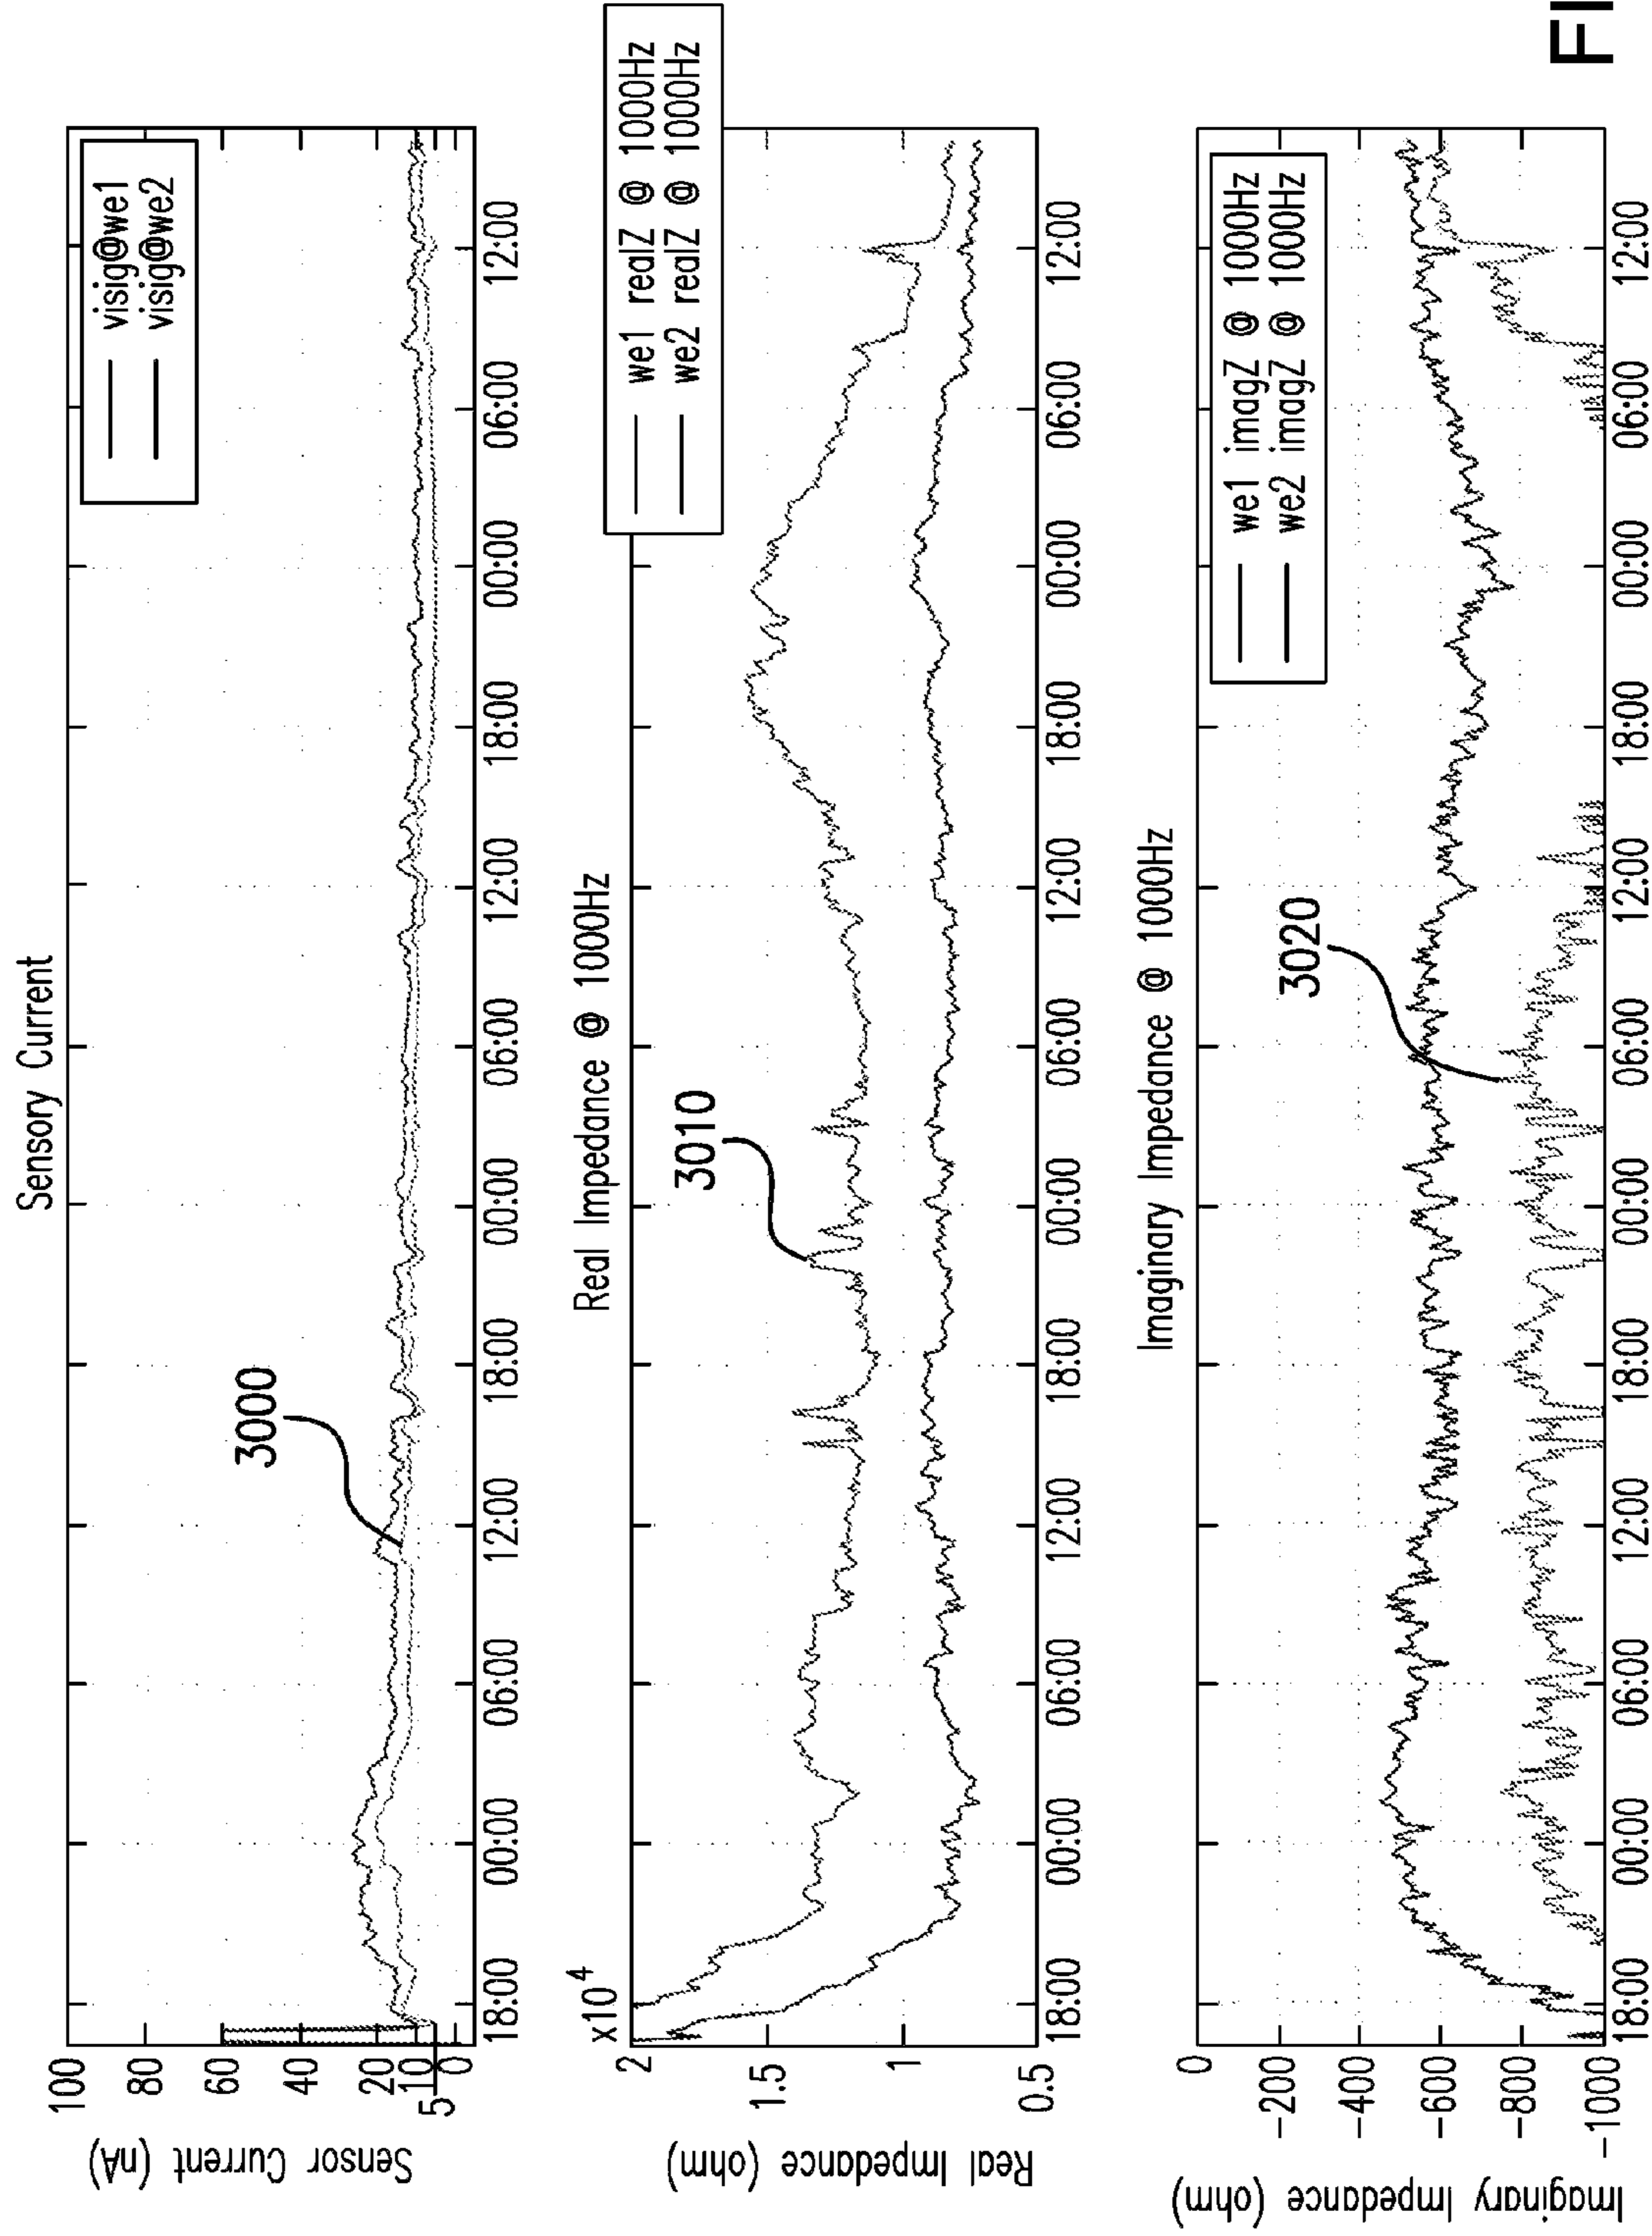 Sensory Current
Sensor Current (nA)
100
80
60
40
20
10
5
0
visig@we1
visig@we2
3000
18:00 00:00 06:00 12:00 18:00 00:00 06:00 12:00 18:00 00:00 06:00 12:00
Real Impedance @ 1000Hz
x10 4
Real Impedance (ohm)
2
1.5
1
0.5
we1 realZ @ 1000Hz
we2 realZ @ 1000Hz
3010
18:00 00:00 06:00 12:00 18:00 00:00 06:00 12:00 18:00 00:00 06:00 12:00
Imaginary Impedance @ 1000Hz
Imaginary Impedance (ohm)
0
-200
-400
-600
-800
-1000
we1 imagZ @ 1000Hz
we2 imagZ @ 1000Hz
3020
18:00 00:00 06:00 12:00 18:00 00:00 06:00 12:00 18:00 00:00 06:00 12:00